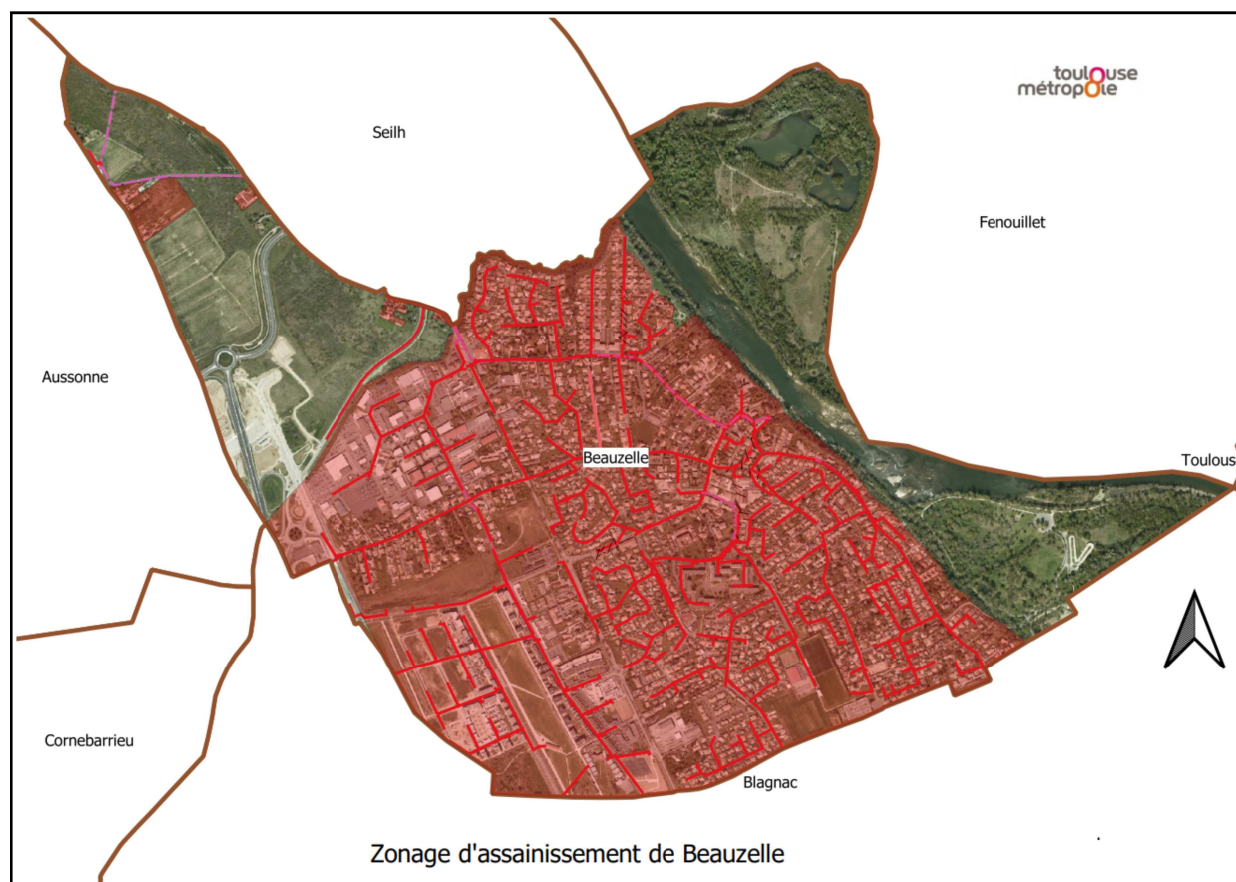 toulouse
métropole
Seilh
Fenouillet
Aussonne
Beauzelle
Toulous
Cornebarrieu
Blagnac
Zonage d'assainissement de Beauzelle